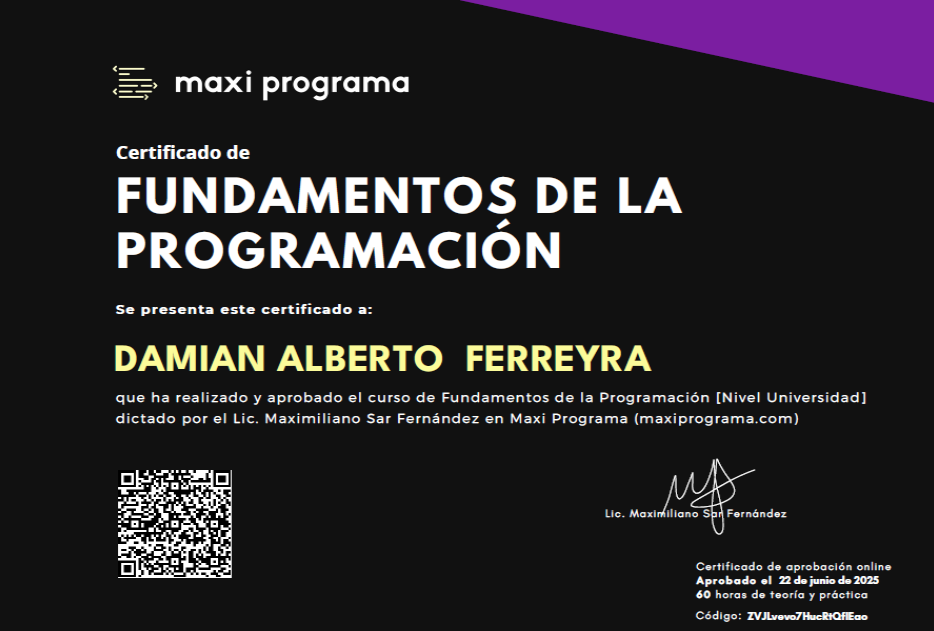 maxi programa
Certificado de
FUNDAMENTOS DE LA
PROGRAMACIÓN
Se presenta este certificado a:
DAMIAN ALBERTO FERREYRA
que ha realizado y aprobado el curso de Fundamentos de la Programación [Nivel Universidad]
dictado por el Lic. Maximiliano Sar Fernández en Maxi Programa (maxiprograma.com)
Lic. Maximiliano Sar Fernández
Certificado de aprobación online
Aprobado el 22 de junio de 2025
60 horas de teoría y práctica
Código: